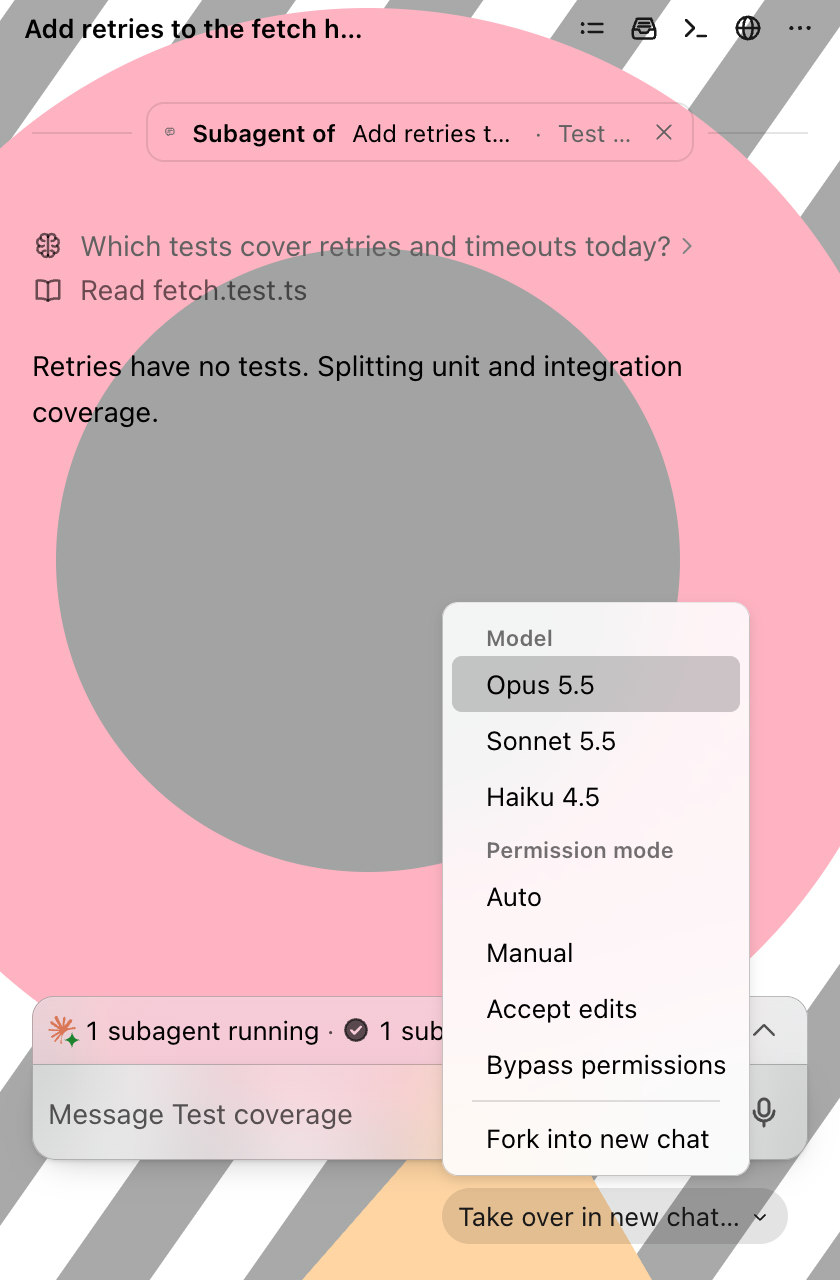 Add retries to the fetch h...
Subagent of Add retries t... · Test ...
Which tests cover retries and timeouts today?
Read fetch.test.ts
Retries have no tests. Splitting unit and integration
coverage.
Model
Opus 5.5
Sonnet 5.5
Haiku 4.5
Permission mode
Auto
Manual
Accept edits
Bypass permissions
Fork into new chat
1 subagent running · 1 sub
Message Test coverage
Take over in new chat...